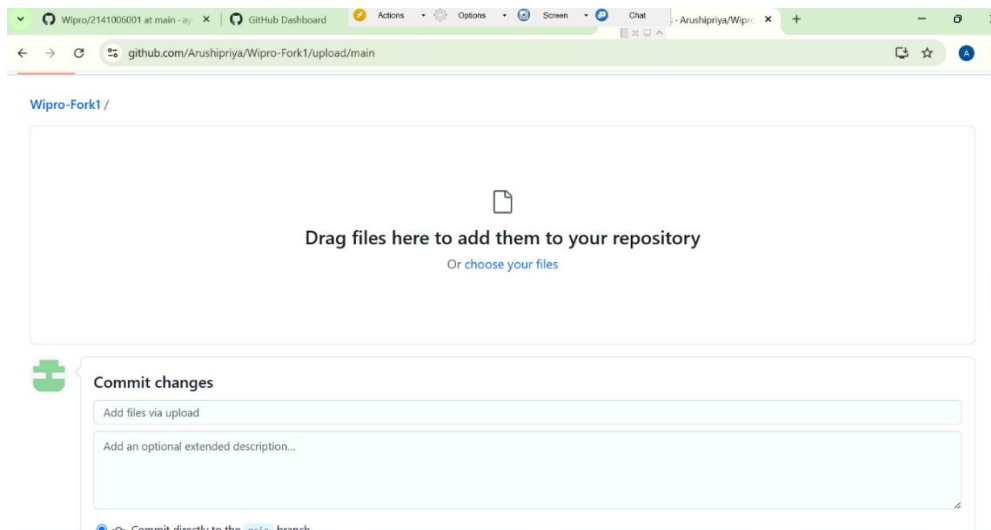 Wipro/2141006001 at main · ay
GitHub Dashboard
Actions
Options
Screen
Chat
· Arushipriya/Wipro
github.com/Arushipriya/Wipro-Fork1/upload/main
A
Wipro-Fork1 /
Drag files here to add them to your repository
Or choose your files
Commit changes
Add files via upload
Add an optional extended description...
Commit directly to the main branch